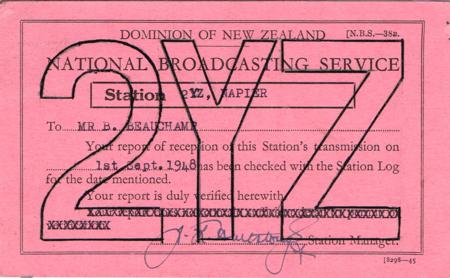 DOMINION OF NEW ZEALAND [N.B.S.—38a.
NATIONAL BROADCASTING SERVICE
2YZ
Station 2YZ, NAPIER
To MR B. BEAUCHAMP
Your report of reception of this Station's transmission on
1st Sept. 1948 has been checked with the Station Log
for the date mentioned.
Your report is duly verified herewith.
XXXXXXXXXXXXXXXXXXXXXXXXXXXXXXXXXXXXXXXX
XXXXXXXX
Station Manager.
[8298—45